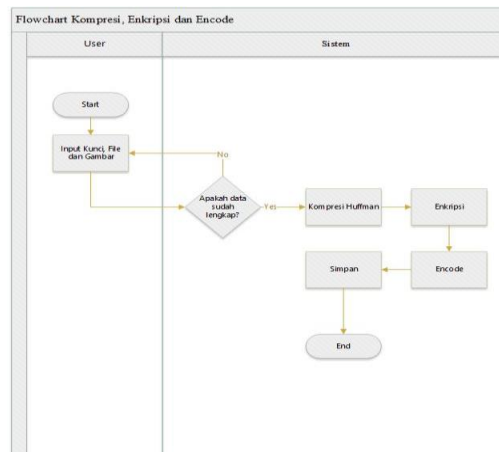 Flowchart Kompresi, Enkripsi dan Encode
User
Sistem
Start
Input Kunci, File
dan Gambar
No
Apakah data
sudah
lengkap?
Yes
Kompresi Huffman
Enkripsi
Simpan
Encode
End